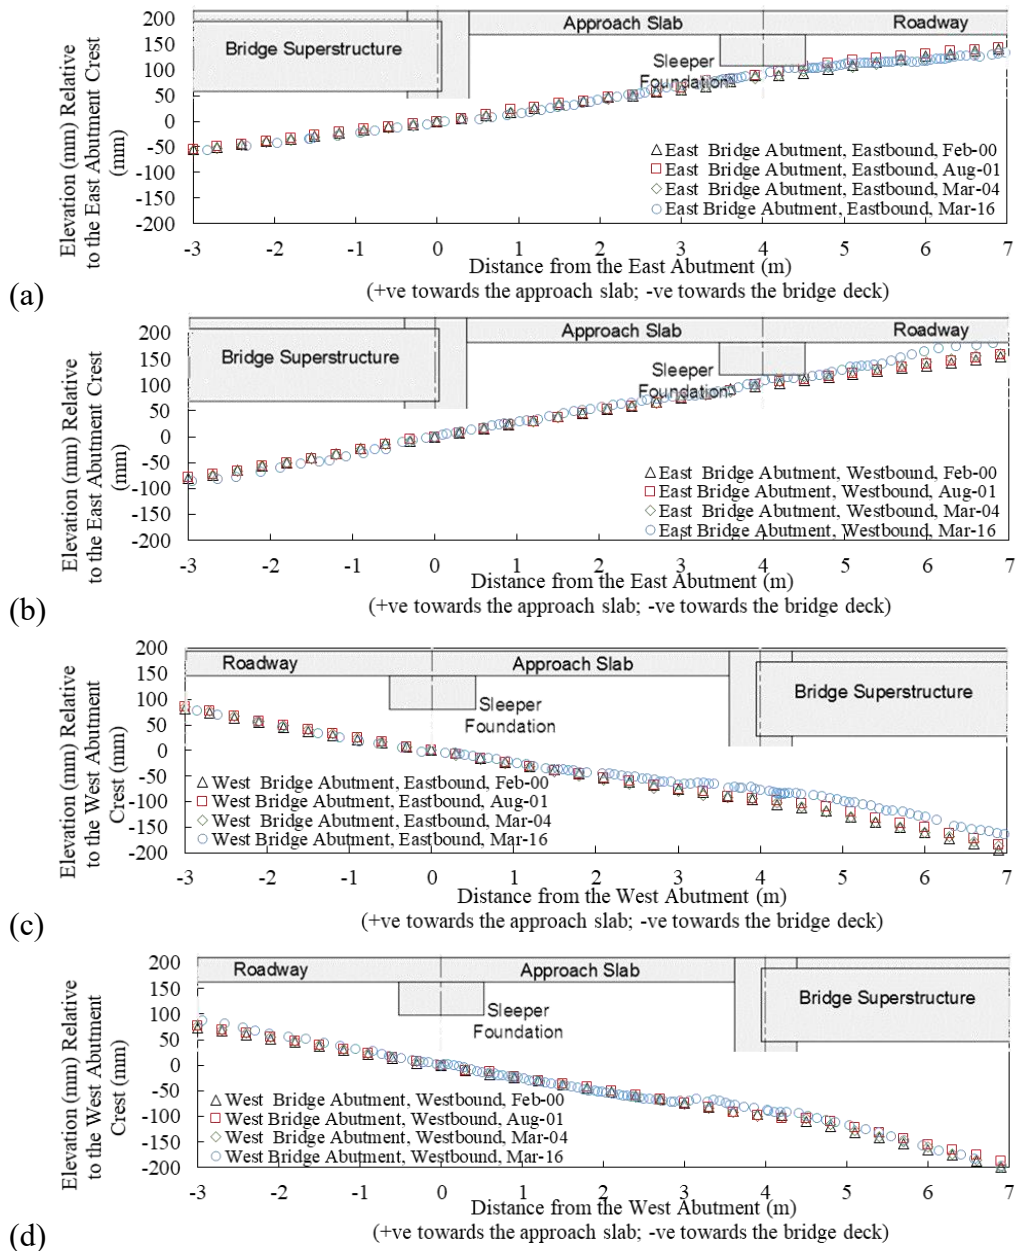 200
150
100
50
0
-50
-100
-150
-200
Elevation (mm) Relative
to the East Abutment Crest
(mm)
Bridge Superstructure
Approach Slab
Roadway
Sleeper
Foundation
East Bridge Abutment, Eastbound, Feb-00
East Bridge Abutment, Eastbound, Aug-01
East Bridge Abutment, Eastbound, Mar-04
East Bridge Abutment, Eastbound, Mar-16
-3 -2 -1 0 1 2 3 4 5 6 7
Distance from the East Abutment (m)
(a) (+ve towards the approach slab; -ve towards the bridge deck)
200
150
100
50
0
-50
-100
-150
-200
Elevation (mm) Relative
to the East Abutment Crest
(mm)
Bridge Superstructure
Approach Slab
Roadway
Sleeper
Foundation
East Bridge Abutment, Westbound, Feb-00
East Bridge Abutment, Westbound, Aug-01
East Bridge Abutment, Westbound, Mar-04
East Bridge Abutment, Westbound, Mar-16
-3 -2 -1 0 1 2 3 4 5 6 7
Distance from the East Abutment (m)
(b) (+ve towards the approach slab; -ve towards the bridge deck)
200
150
100
50
0
-50
-100
-150
-200
Elevation (mm) Relative
to the West Abutment
Crest (mm)
Roadway
Approach Slab
Bridge Superstructure
Sleeper
Foundation
West Bridge Abutment, Eastbound, Feb-00
West Bridge Abutment, Eastbound, Aug-01
West Bridge Abutment, Eastbound, Mar-04
West Bridge Abutment, Eastbound, Mar-16
-3 -2 -1 0 1 2 3 4 5 6 7
Distance from the West Abutment (m)
(c) (+ve towards the approach slab; -ve towards the bridge deck)
200
150
100
50
0
-50
-100
-150
200
Elevation (mm) Relative
to the West Abutment
Crest (mm)
Roadway
Approach Slab
Bridge Superstructure
Sleeper
Foundation
West Bridge Abutment, Westbound, Feb-00
West Bridge Abutment, Westbound, Aug-01
West Bridge Abutment, Westbound, Mar-04
West Bridge Abutment, Westbound, Mar-16
-3 -2 -1 0 1 2 3 4 5 6 7
Distance from the West Abutment (m)
(d) (+ve towards the approach slab; -ve towards the bridge deck)